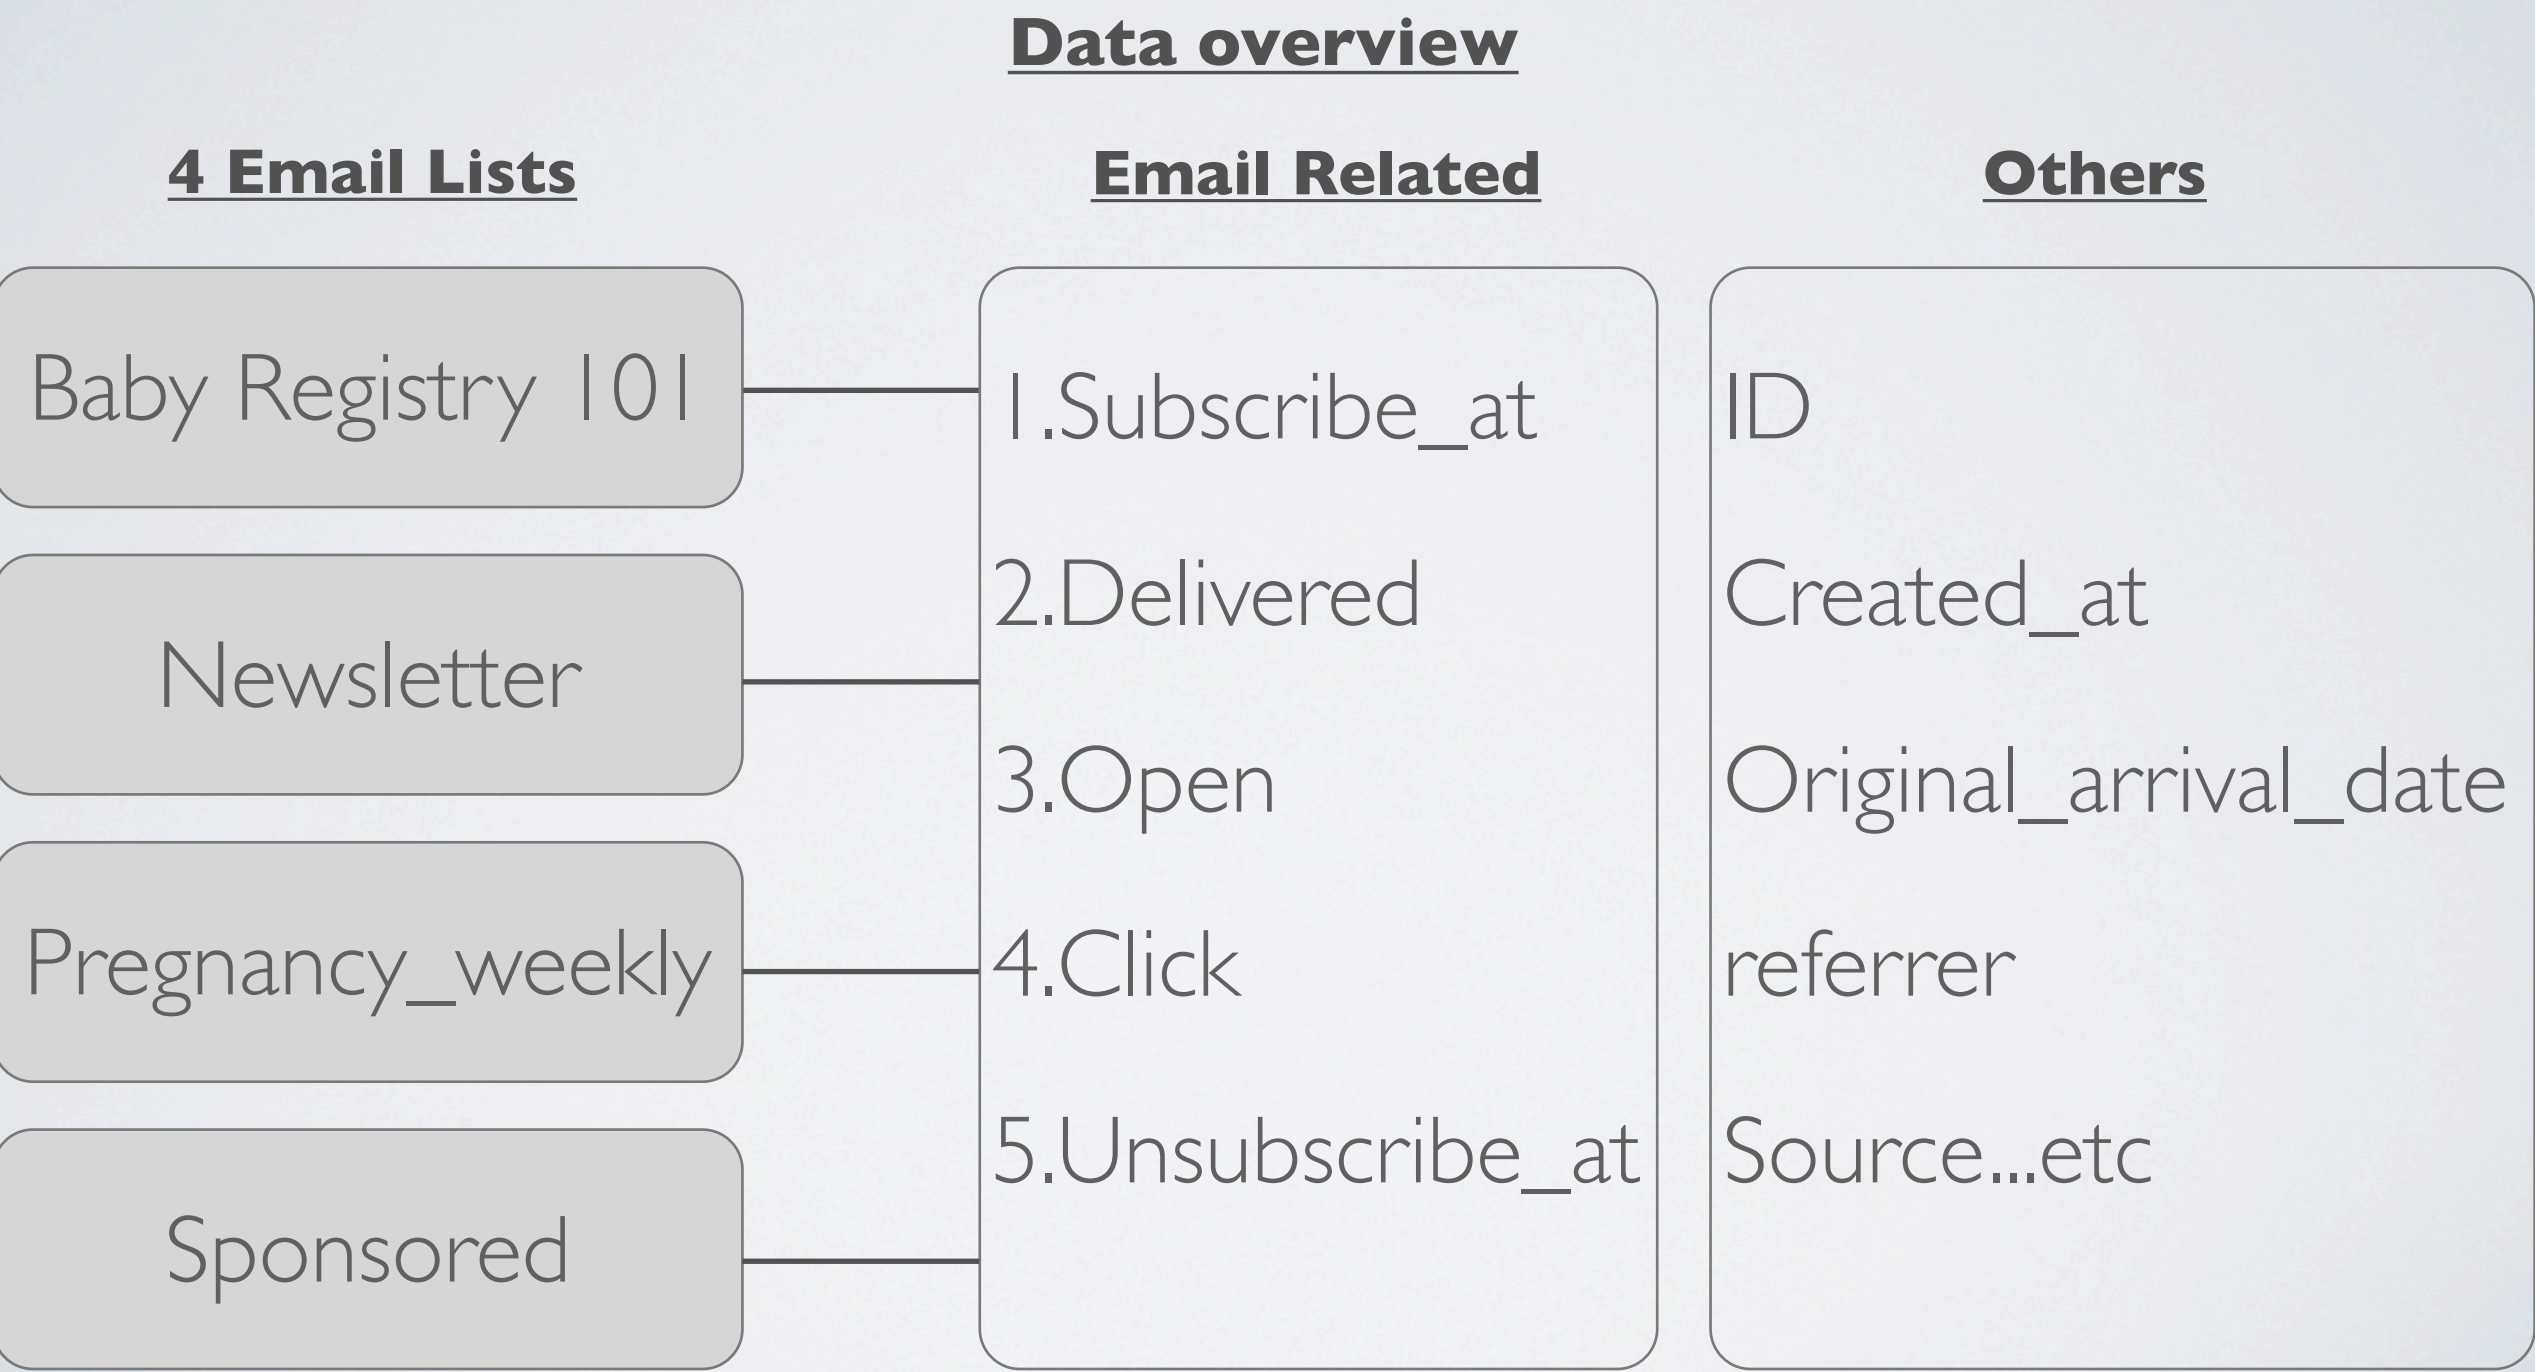 Data overview
4 Email Lists
Baby Registry 101
Newsletter
Pregnancy_weekly
Sponsored
Email Related
1.Subscribe_at
2.Delivered
3.Open
4.Click
5.Unsubscribe_at
Others
ID
Created_at
Original_arrival_date
referrer
Source...etc